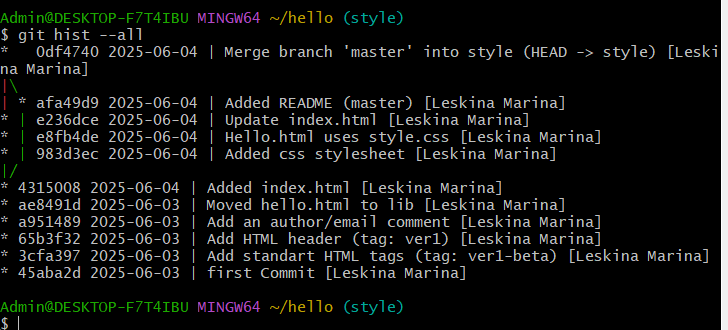 Admin@DESKTOP-F7T4IBU MINGW64 ~/hello (style)
$ git hist --all
*   0df4740 2025-06-04 | Merge branch 'master' into style (HEAD -> style) [Leski
na Marina]
|\
| * afa49d9 2025-06-04 | Added README (master) [Leskina Marina]
* | e236dce 2025-06-04 | Update index.html [Leskina Marina]
* | e8fb4de 2025-06-04 | Hello.html uses style.css [Leskina Marina]
* | 983d3ec 2025-06-04 | Added css stylesheet [Leskina Marina]
|/
* 4315008 2025-06-04 | Added index.html [Leskina Marina]
* ae8491d 2025-06-03 | Moved hello.html to lib [Leskina Marina]
* a951489 2025-06-03 | Add an author/email comment [Leskina Marina]
* 65b3f32 2025-06-03 | Add HTML header (tag: ver1) [Leskina Marina]
* 3cfa397 2025-06-03 | Add standart HTML tags (tag: ver1-beta) [Leskina Marina]
* 45aba2d 2025-06-03 | first Commit [Leskina Marina]
Admin@DESKTOP-F7T4IBU MINGW64 ~/hello (style)
$